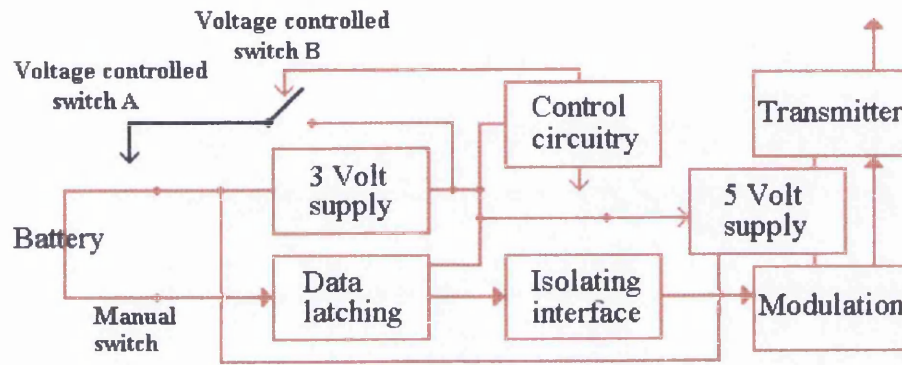 Voltage controlled
switch B
Voltage controlled
switch A
Control
circuitry
Transmitter
3 Volt
supply
5 Volt
supply
Battery
Data
latching
Isolating
interface
Modulation
Manual
switch